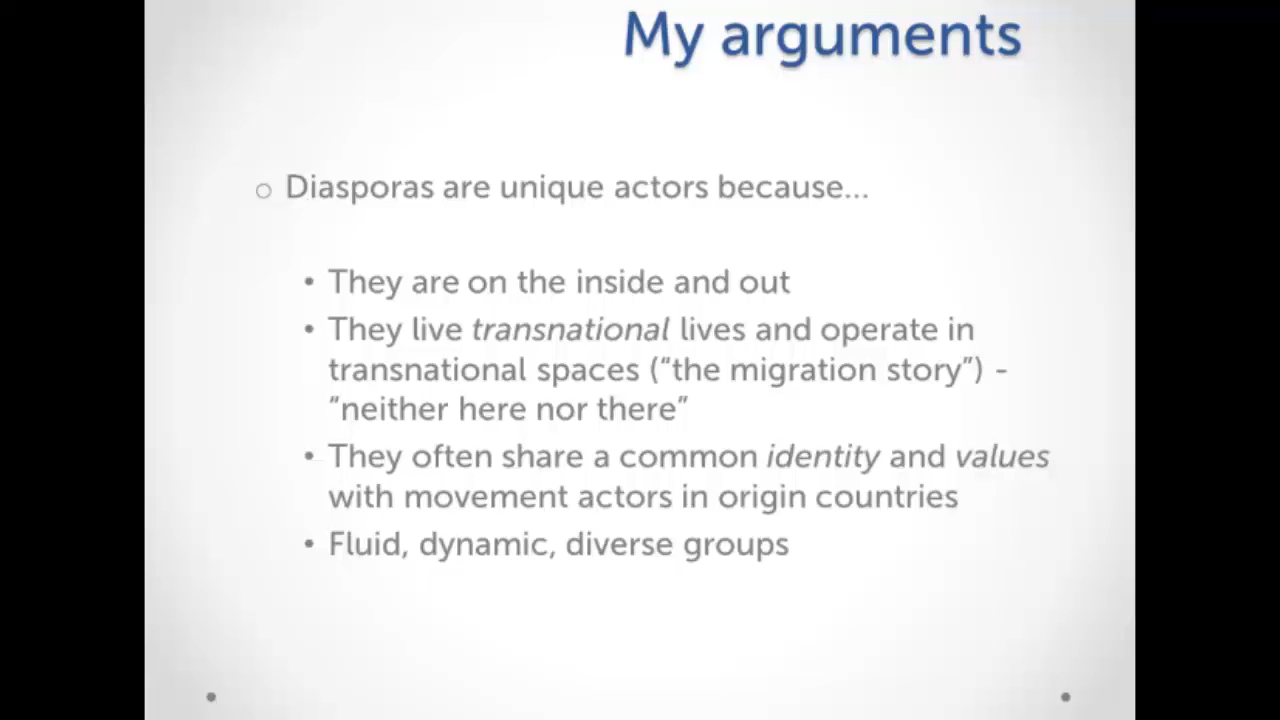 My arguments
o Diasporas are unique actors because...
• They are on the inside and out
• They live transnational lives and operate in
transnational spaces (“the migration story”) -
“neither here nor there”
• They often share a common identity and values
with movement actors in origin countries
• Fluid, dynamic, diverse groups